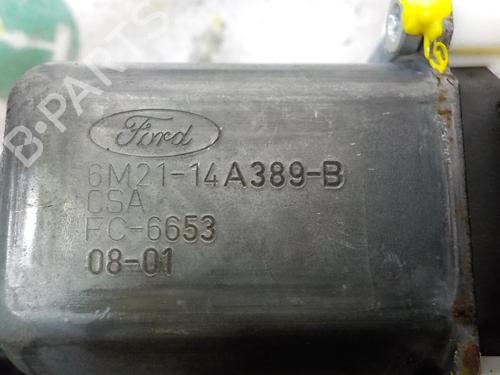 B-PARTS
Ford
6M21-14A389-B
CSA
FC-6653
08-01